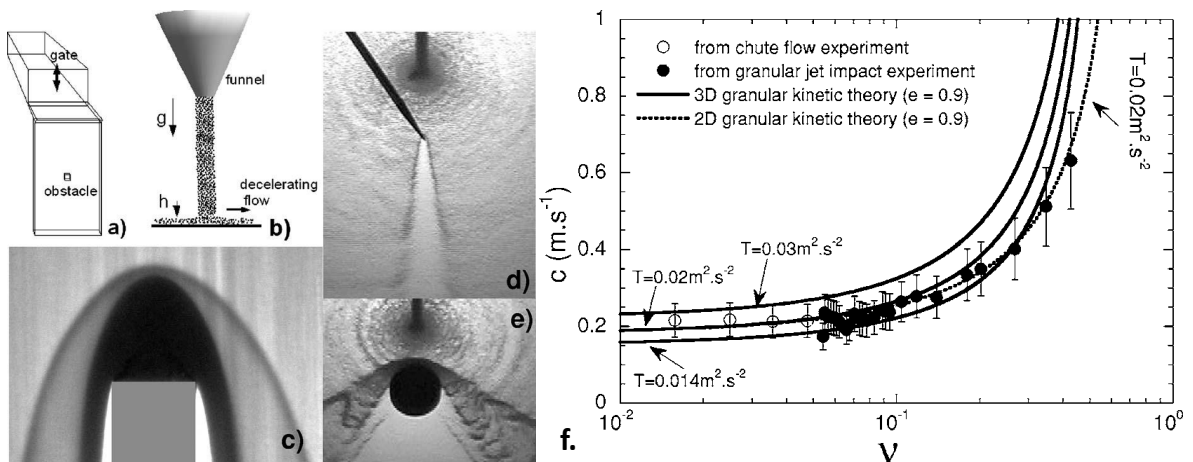 gate
obstacle
a)
funnel
g
h
decelerating
flow
b)
c)
d)
e)
f.
from chute flow experiment
from granular jet impact experiment
3D granular kinetic theory (e = 0.9)
2D granular kinetic theory (e = 0.9)
T=0.02m².s⁻²
T=0.03m².s⁻²
T=0.02m².s⁻²
T=0.014m².s⁻²
c (m.s⁻¹)
1
0.8
0.6
0.4
0.2
0
10⁻²
10⁻¹
10⁰
ν